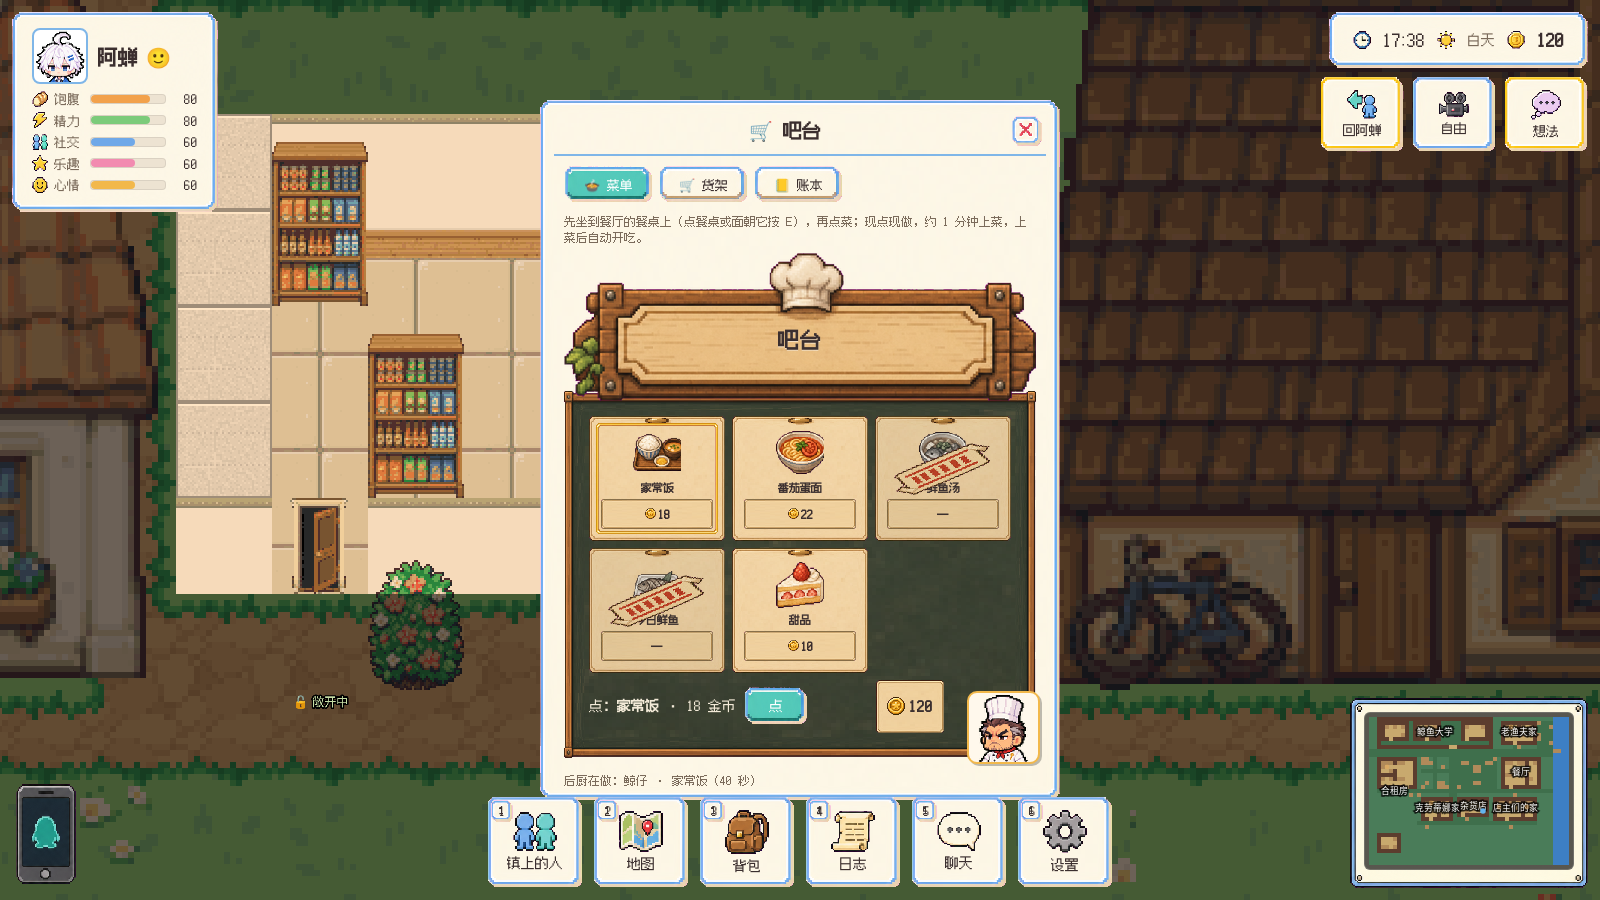 阿蝉
饱腹 80
精力 80
社交 60
乐趣 60
心情 60
17:38 白天 120
回阿蝉
自由
想法
吧台
菜单
货架
账本
先坐到餐厅的餐桌上（点餐桌或面朝它按 E），再点菜；现点现做，约 1 分钟上菜，上
菜后自动开吃。
吧台
家常饭
18
番茄蛋面
22
鲜鱼汤
—
日鲜鱼
—
甜品
10
点：家常饭 · 18 金币
点
120
后厨在做：鲸仔 · 家常饭（40 秒）
敞开中
鲸鱼大学
老渔夫家
餐厅
合租房
克劳蒂娜家
杂货店
店主们的家
1
镇上的人
2
地图
3
背包
4
日志
5
聊天
6
设置